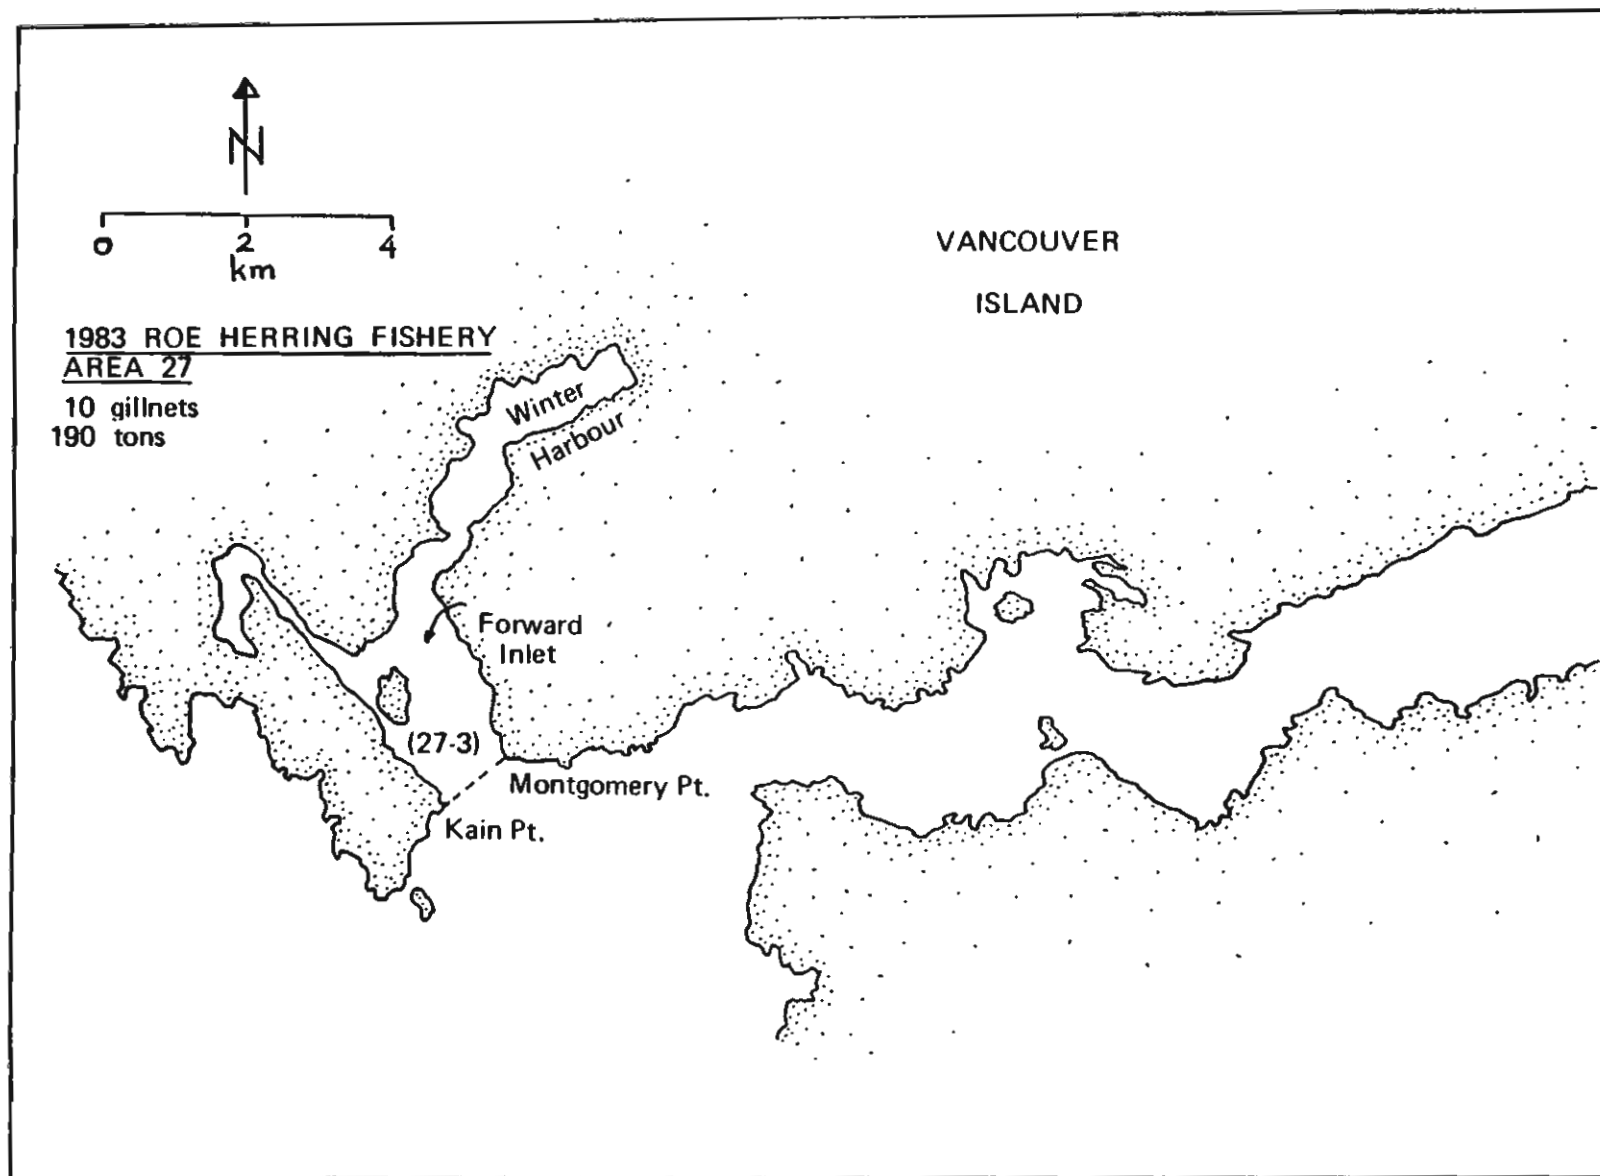 N
0 2 4
km
VANCOUVER
ISLAND
1983 ROE HERRING FISHERY
AREA 27
10 gillnets
190 tons
Winter
Harbour
Forward
Inlet
(27-3)
Montgomery Pt.
Kain Pt.